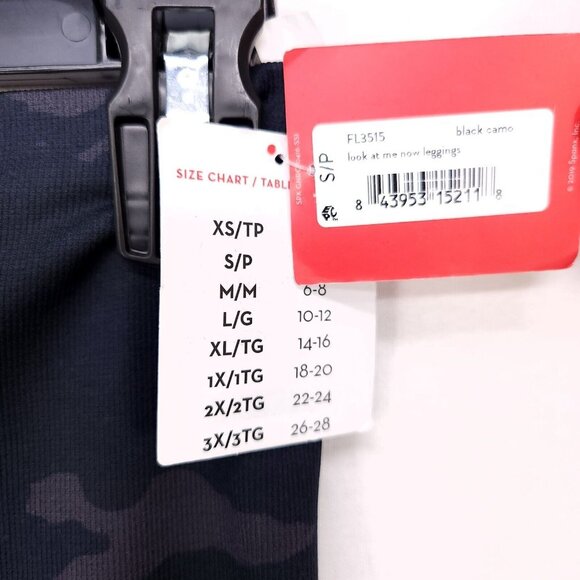 SIZE CHART / TABL
XS/TP
S/P
M/M 6-8
L/G 10-12
XL/TG 14-16
1X/1TG 18-20
2X/2TG 22-24
3X/3TG 26-28
S/P
FL3515 black camo
look at me now leggings
8 43953 15211 8
© 2019 Spanx, Inc.